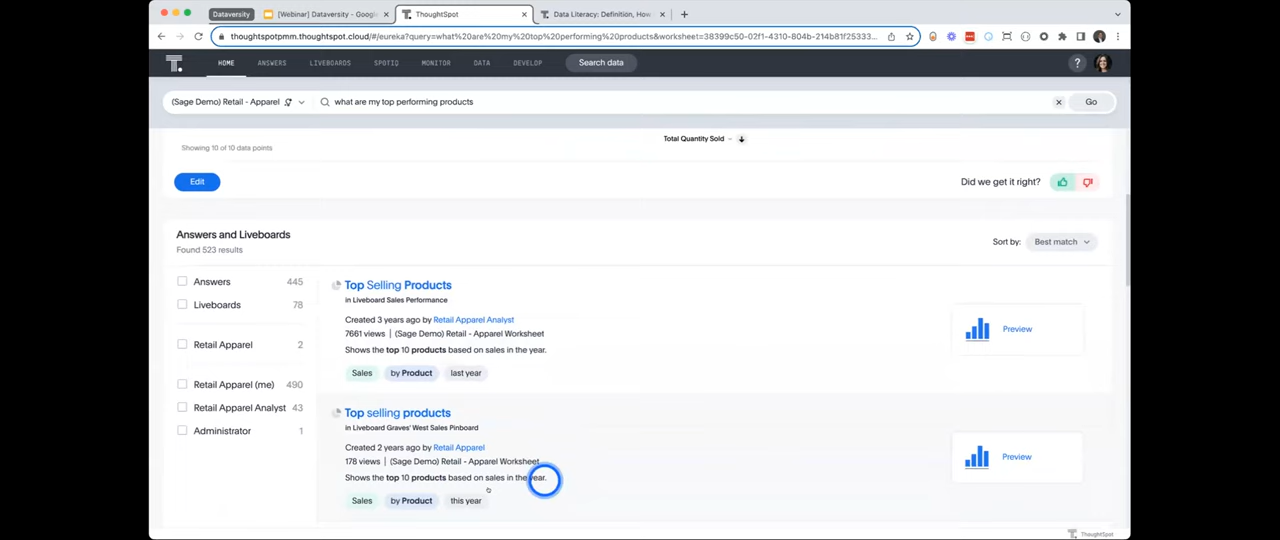 Dataversity
[Webinar] Dataversity - Google
ThoughtSpot
Data Literacy: Definition, How
thoughtspotpmm.thoughtspot.cloud/#/eureka?query=what%20are%20my%20top%20performing%20products&worksheet=38399c50-02f1-4310-804b-214b81f25333...
HOME ANSWERS LIVEBOARDS SPOTIQ MONITOR DATA DEVELOP Search data ?
(Sage Demo) Retail - Apparel what are my top performing products Go
Total Quantity Sold
Showing 10 of 10 data points
Edit Did we get it right?
Answers and Liveboards
Found 523 results
Sort by: Best match
Answers 445
Liveboards 78
Retail Apparel 2
Retail Apparel (me) 490
Retail Apparel Analyst 43
Administrator 1
Top Selling Products
in Liveboard Sales Performance
Created 3 years ago by Retail Apparel Analyst
7661 views | (Sage Demo) Retail - Apparel Worksheet
Shows the top 10 products based on sales in the year.
Sales by Product last year
Preview
Top selling products
in Liveboard Graves' West Sales Pinboard
Created 2 years ago by Retail Apparel
178 views | (Sage Demo) Retail - Apparel Worksheet
Shows the top 10 products based on sales in the year.
Sales by Product this year
Preview
ThoughtSpot